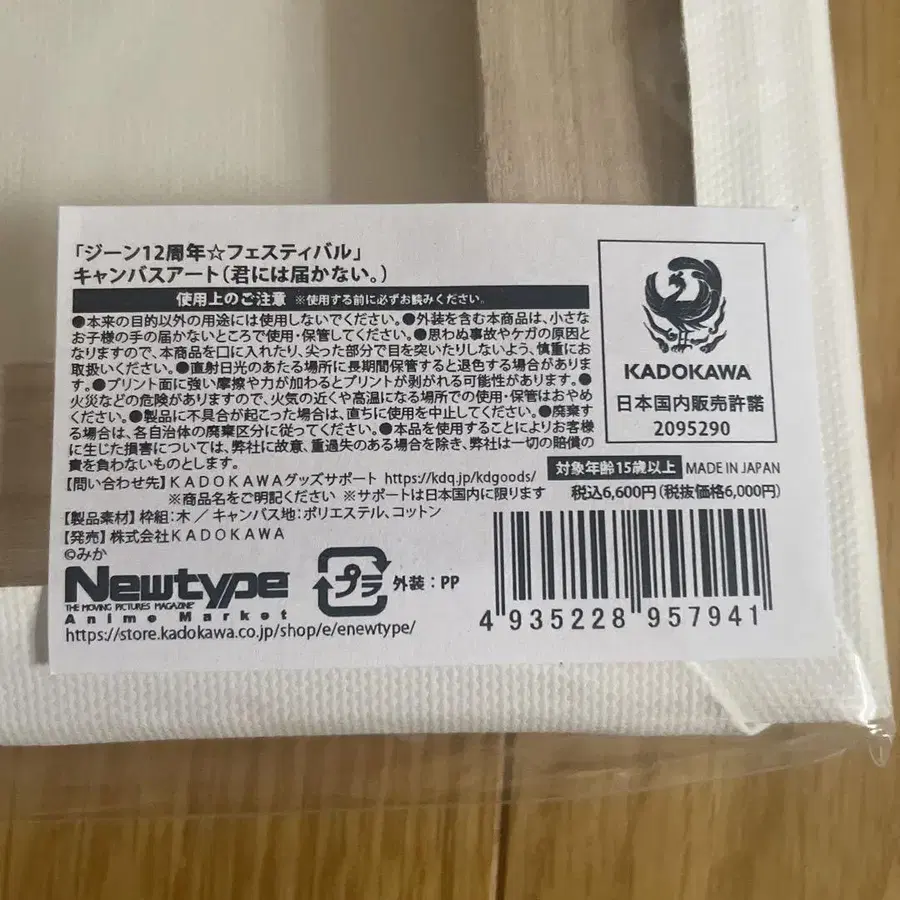 「ジーン12周年☆フェスティバル」
キャンバスアート(君には届かない。)
使用上のご注意 ※使用する前に必ずお読みください。
●本来の目的以外の用途には使用しないでください。●外装を含む本商品は、小さな
お子様の手の届かないところで使用・保管してください。●思わぬ事故やケガの原因と
なりますので、本商品を口に入れたり、尖った部分で目を突いたりしないよう、慎重にお
取扱いください。●直射日光のあたる場所に長期間保管すると退色する場合がありま
す。●プリント面に強い摩擦や力が加わるとプリントが剥がれる可能性があります。●
火災などの危険がありますので、火気の近くや高温になる場所での使用・保管はおやめ
ください。●製品に不具合が起こった場合は、直ちに使用を中止してください。●廃棄す
る場合は、各自治体の廃棄区分に従ってください。●本品を使用することによりお客様
に生じた損害については、弊社に故意、重過失のある場合を除き、弊社は一切の賠償の
責を負わないものとします。
KADOKAWA
日本国内販売許諾
2095290
【問い合わせ先】KADOKAWAグッズサポート https://kdq.jp/kdgoods/
※商品名をご明記ください ※サポートは日本国内に限ります
対象年齢15歳以上 MADE IN JAPAN
税込6,600円(税抜価格6,000円)
【製品素材】枠組:木/キャンバス地:ポリエステル、コットン
【発売】株式会社KADOKAWA
©みか
Newtype
THE MOVING PICTURES MAGAZINE
Anime Market
https://store.kadokawa.co.jp/shop/e/enewtype/
プラ 外装:PP
4 935228 957941